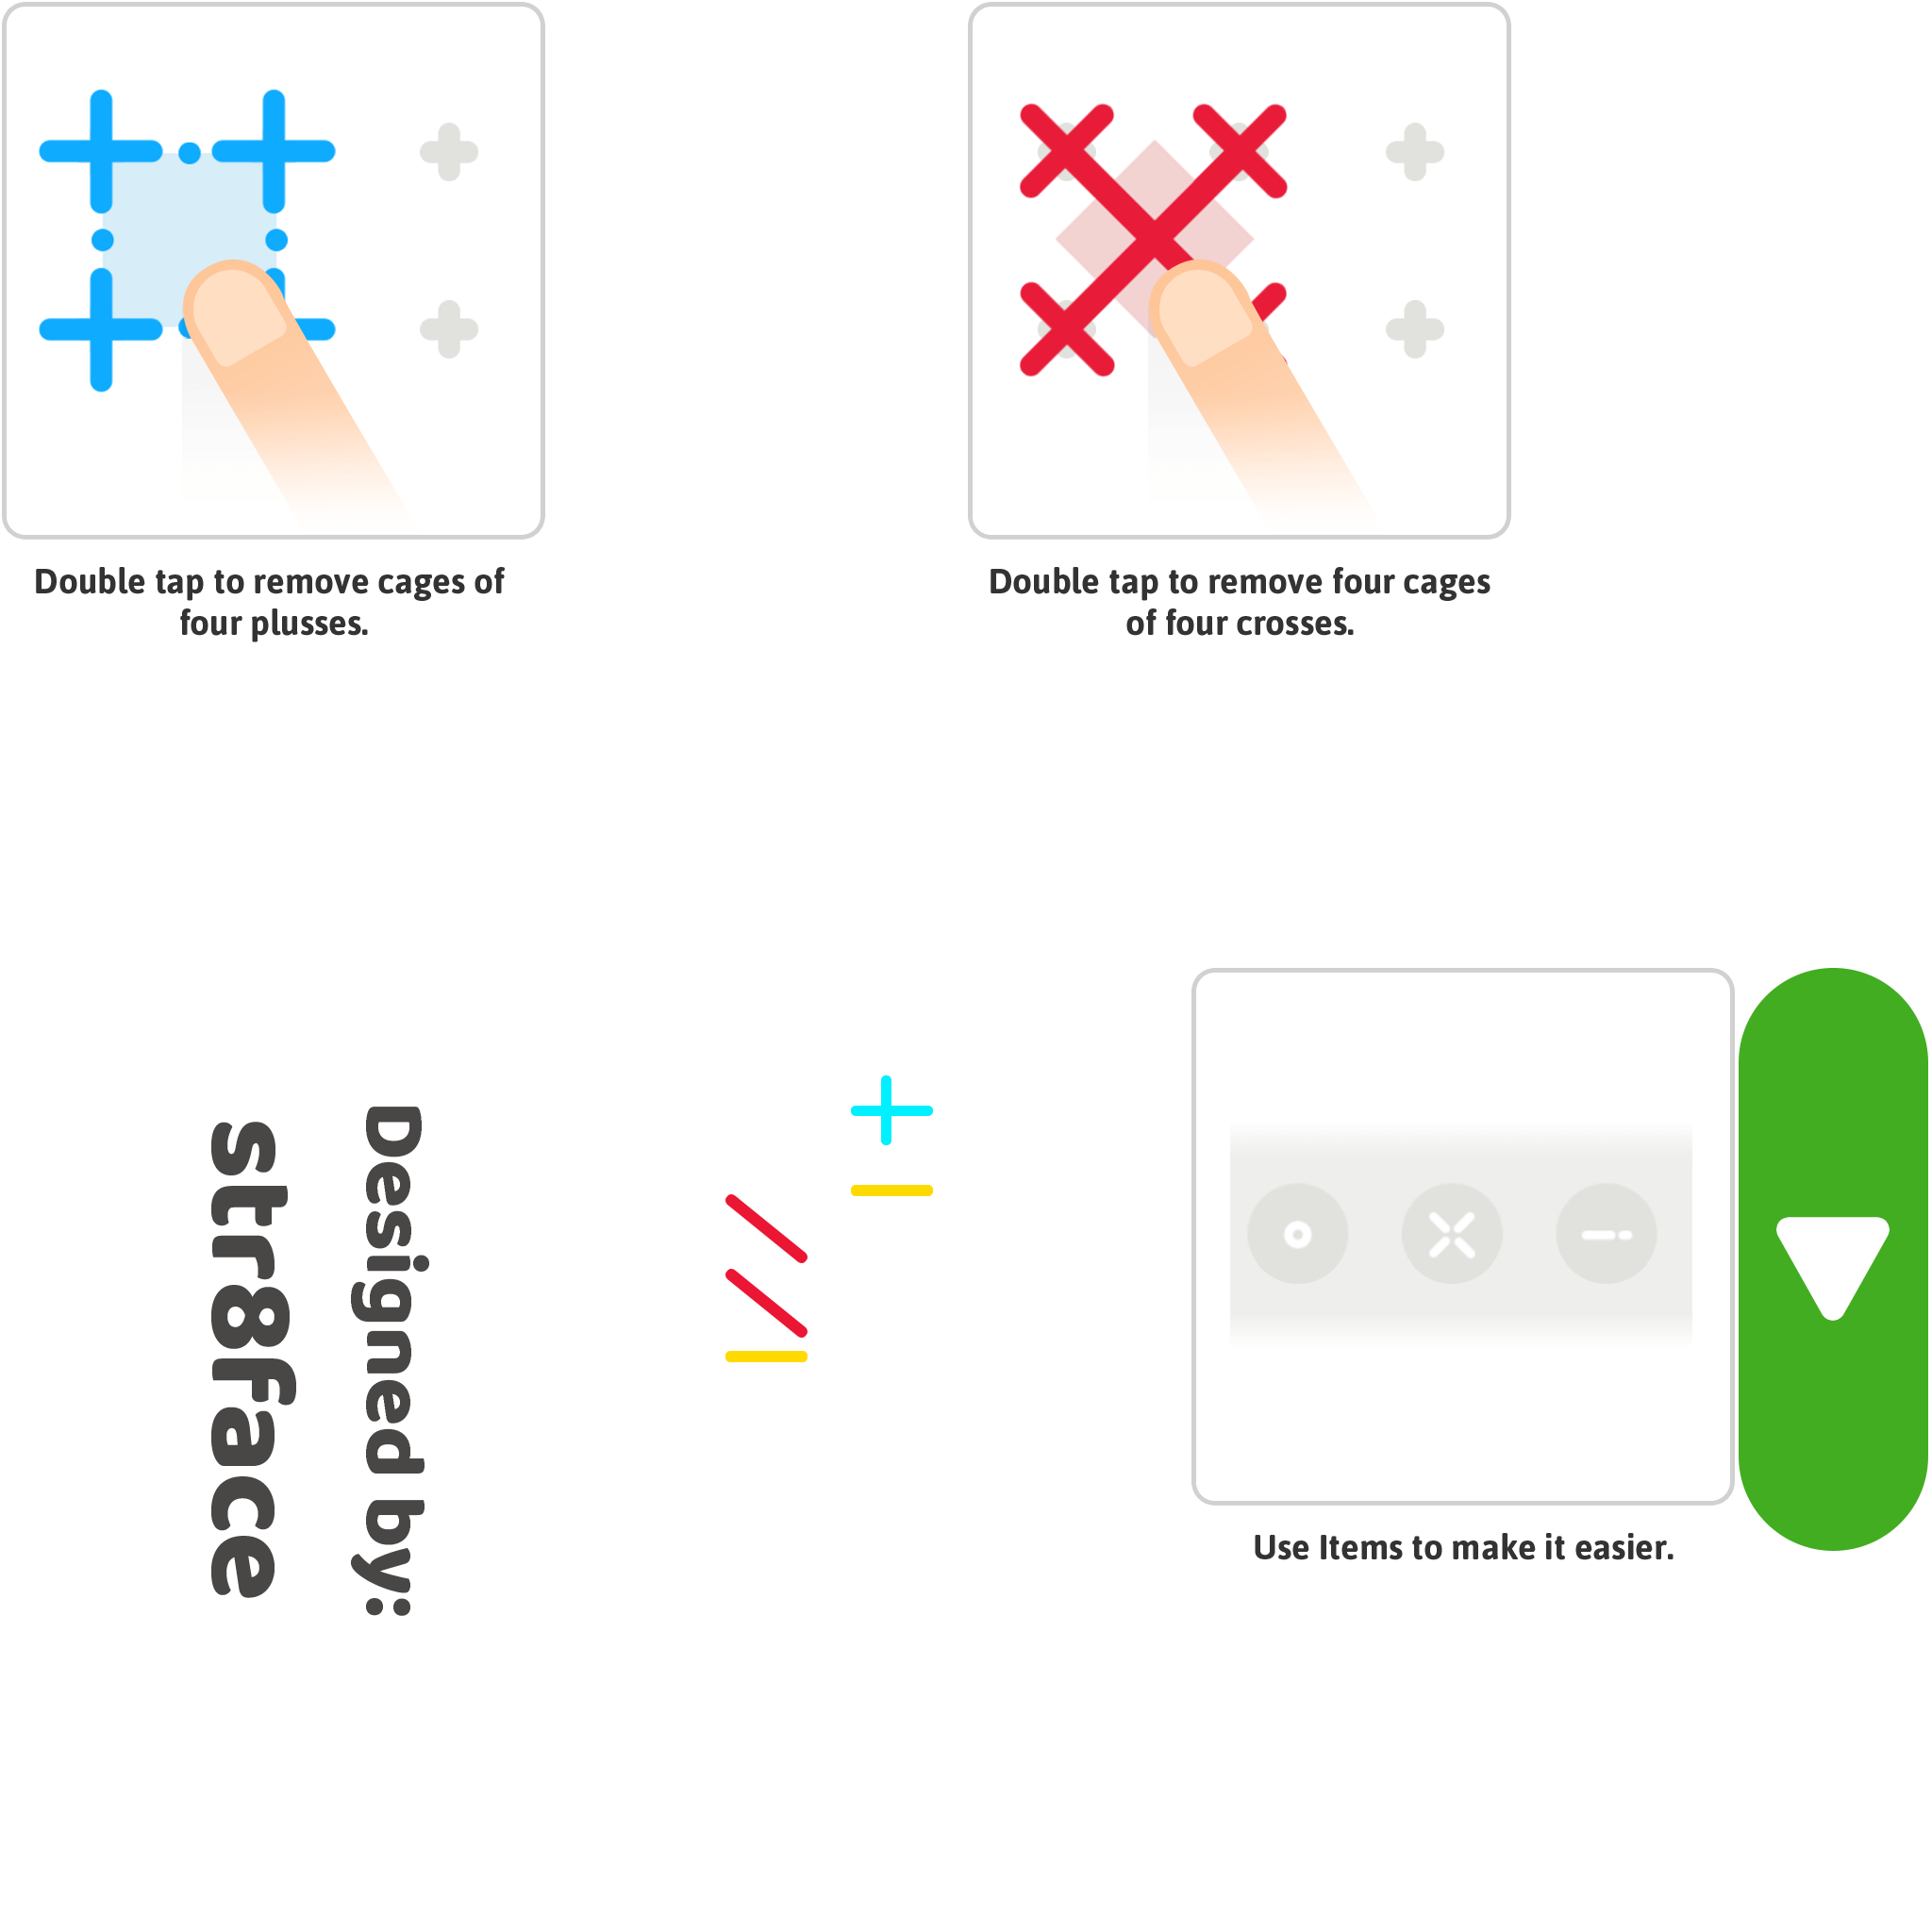 Double tap to remove cages of
four plusses.
Double tap to remove four cages
of four crosses.
Designed by:
str8face
Use Items to make it easier.